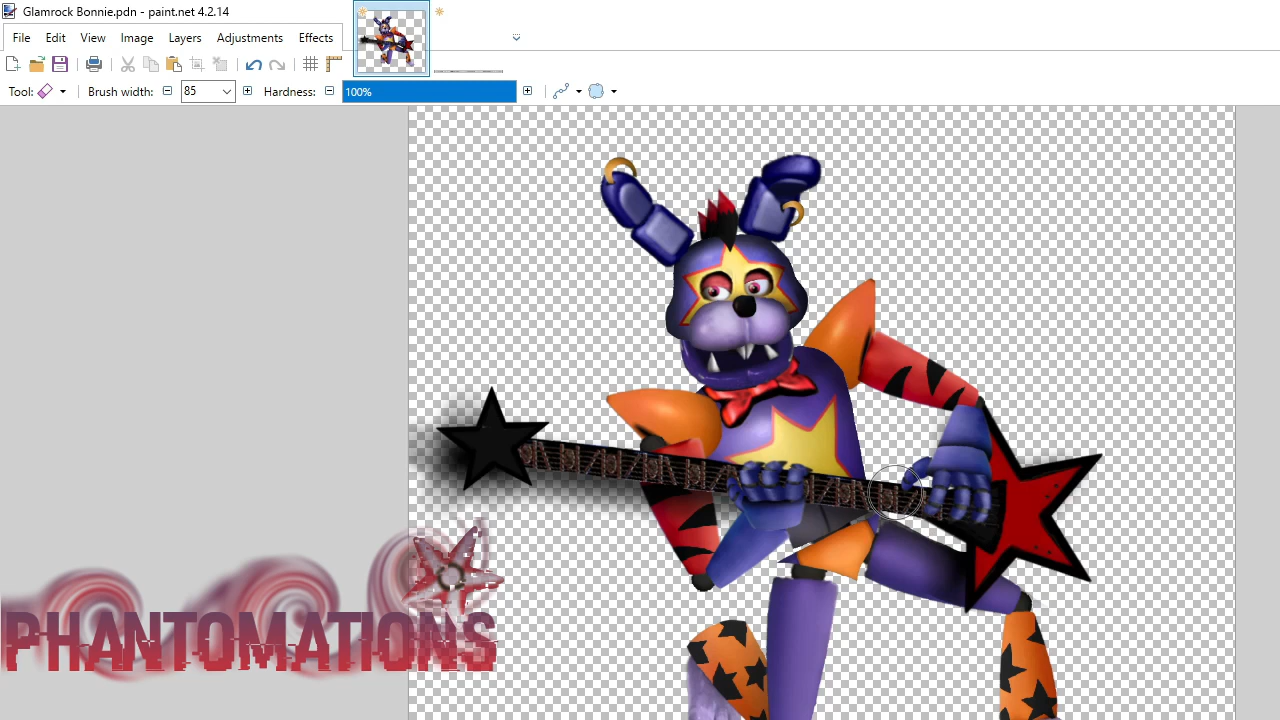 Glamrock Bonnie.pdn - paint.net 4.2.14
File Edit View Image Layers Adjustments Effects
Tool: Brush width: 85 Hardness: 100%
PHANTOMATIONS